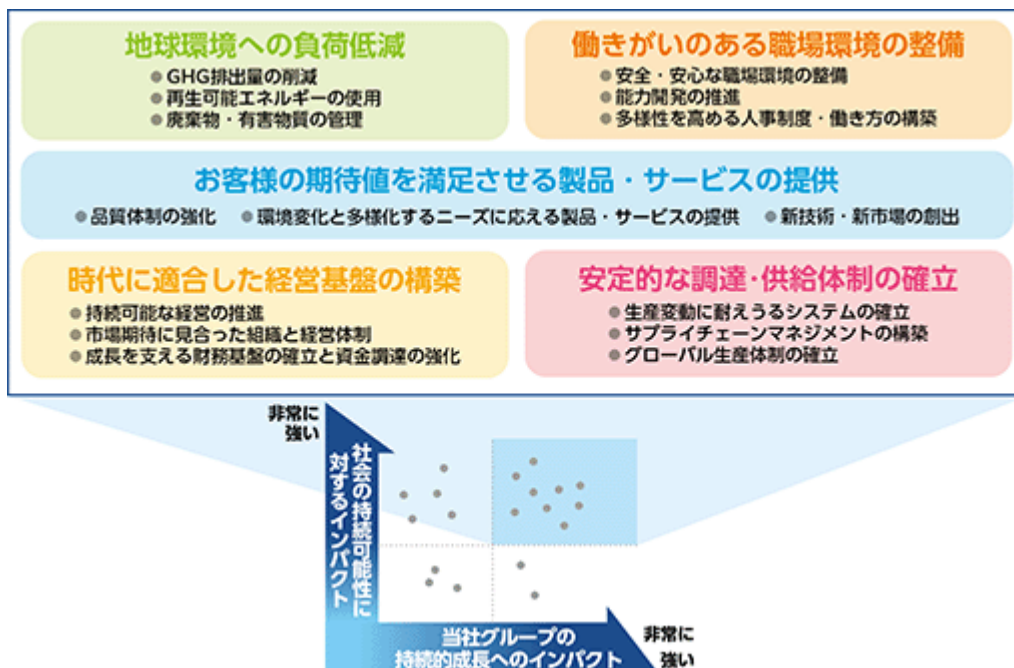 地球環境への負荷低減
● GHG排出量の削減
● 再生可能エネルギーの使用
● 廃棄物・有害物質の管理
働きがいのある職場環境の整備
● 安全・安心な職場環境の整備
● 能力開発の推進
● 多様性を高める人事制度・働き方の構築
お客様の期待値を満足させる製品・サービスの提供
● 品質体制の強化 ● 環境変化と多様化するニーズに応える製品・サービスの提供 ● 新技術・新市場の創出
時代に適合した経営基盤の構築
● 持続可能な経営の推進
● 市場期待に見合った組織と経営体制
● 成長を支える財務基盤の確立と資金調達の強化
安定的な調達・供給体制の確立
● 生産変動に耐えうるシステムの確立
● サプライチェーンマネジメントの構築
● グローバル生産体制の確立
非常に
強い
社会の持続可能性に
対するインパクト
当社グループの
持続的成長へのインパクト
非常に
強い